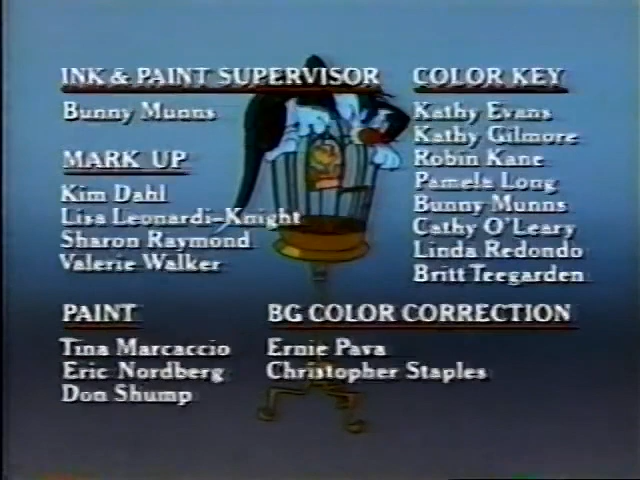 INK & PAINT SUPERVISOR
Bunny Munns
MARK UP
Kim Dahl
Lisa Leonardi-Knight
Sharon Raymond
Valerie Walker
COLOR KEY
Kathy Evans
Kathy Gilmore
Robin Kane
Pamela Long
Bunny Munns
Cathy O'Leary
Linda Redondo
Britt Teegarden
PAINT
Tina Marcaccio
Eric Nordberg
Don Shump
BG COLOR CORRECTION
Ernie Pava
Christopher Staples